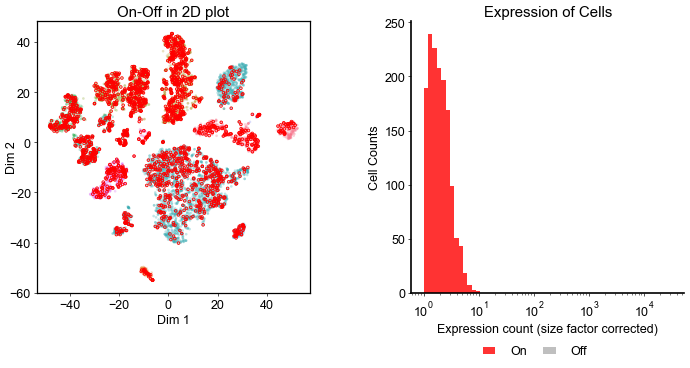 On-Off in 2D plot
40
20
0
−20
−40
−60
Dim 2
−40 −20 0 20 40
Dim 1
Expression of Cells
250
200
150
100
50
0
Cell Counts
10^0 10^1 10^2 10^3 10^4
Expression count (size factor corrected)
On Off